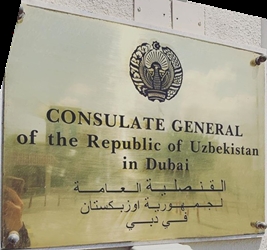 CONSULATE GENERAL
of the Republic of Uzbekistan
in Dubai
القنصلية العامة
لجمهورية اوزبكستان
في دبي